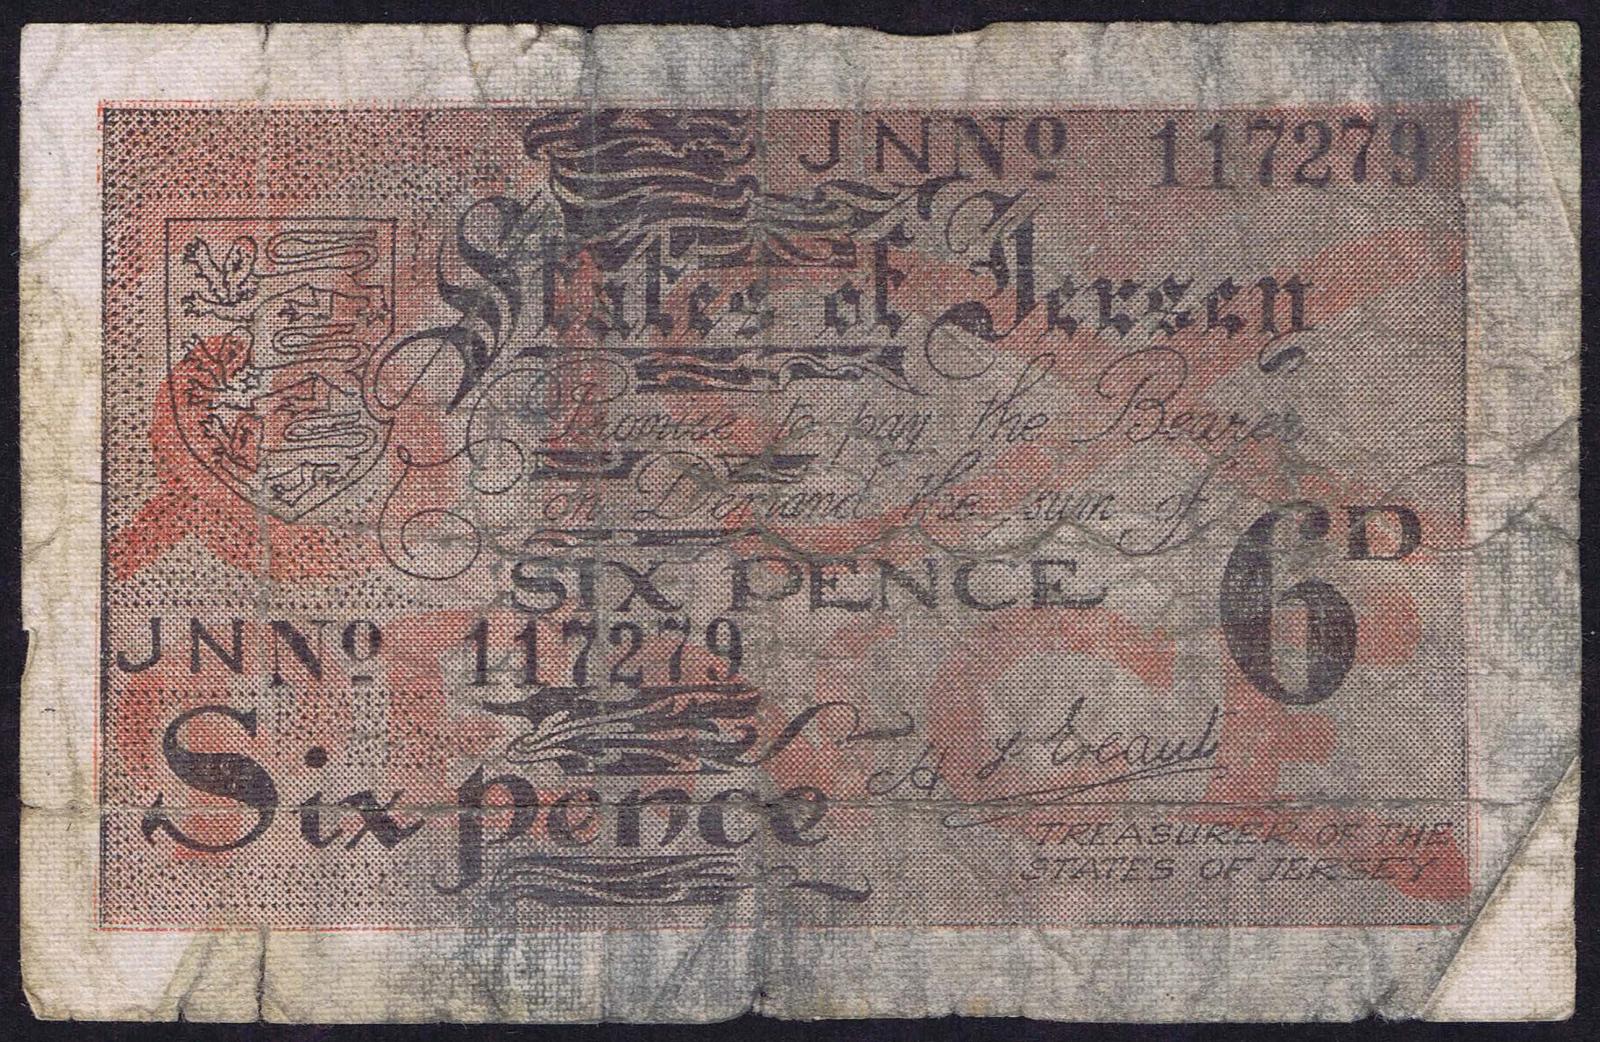 JNNo 117279
States of Jersey
Promise to pay the Bearer
on Demand the sum of
SIX PENCE
6D
JNNo 117279
Six pence
TREASURER OF THE
STATES OF JERSEY